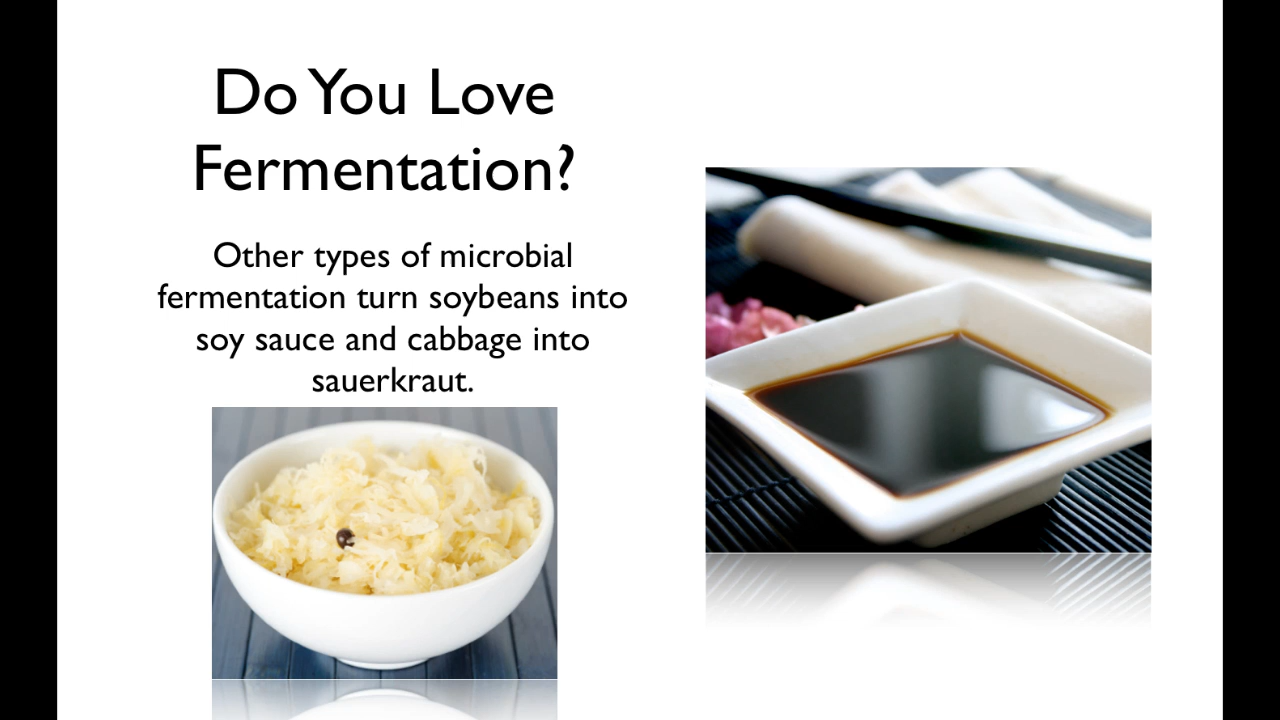 Do You Love
Fermentation?
Other types of microbial
fermentation turn soybeans into
soy sauce and cabbage into
sauerkraut.